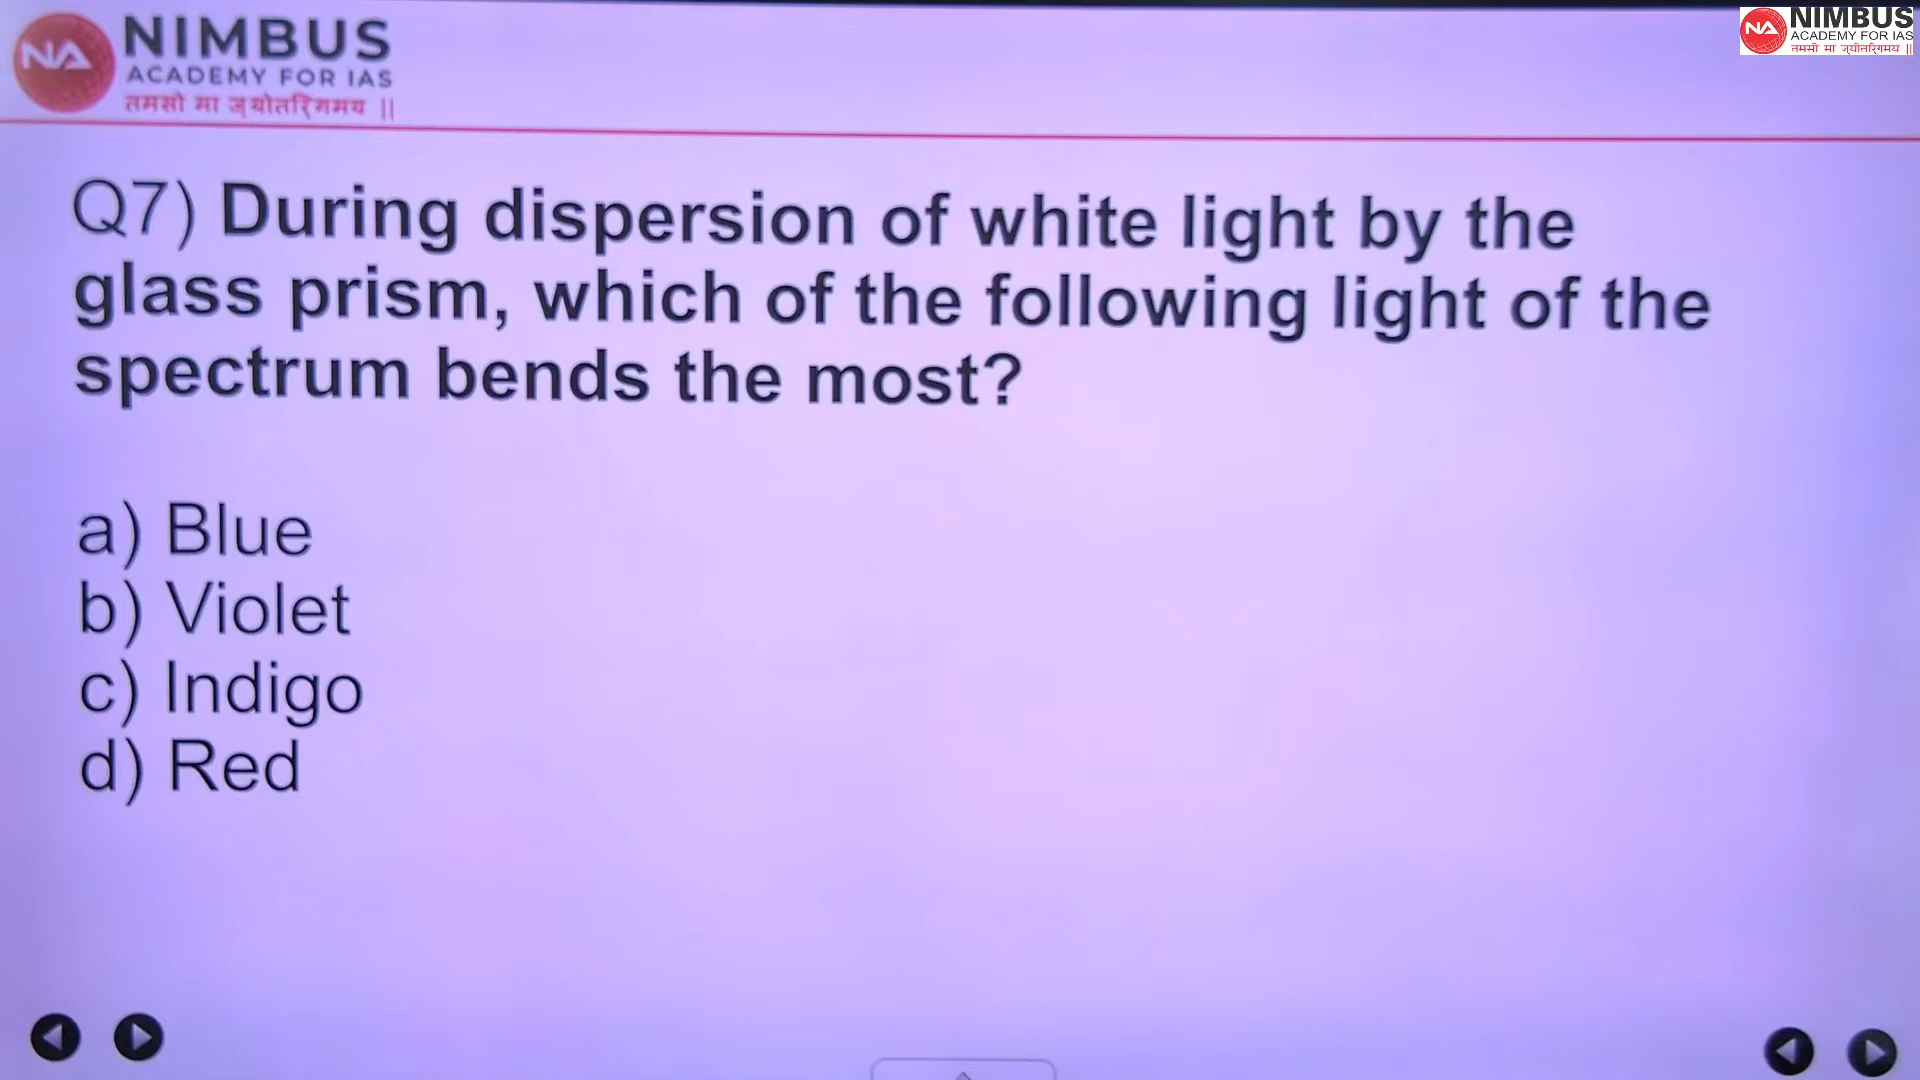 NIMBUS
ACADEMY FOR IAS
तमसो मा ज्योतिर्गमय ||
NIMBUS
ACADEMY FOR IAS
तमसो मा ज्योतिर्गमय ||
Q7) During dispersion of white light by the
glass prism, which of the following light of the
spectrum bends the most?
a) Blue
b) Violet
c) Indigo
d) Red